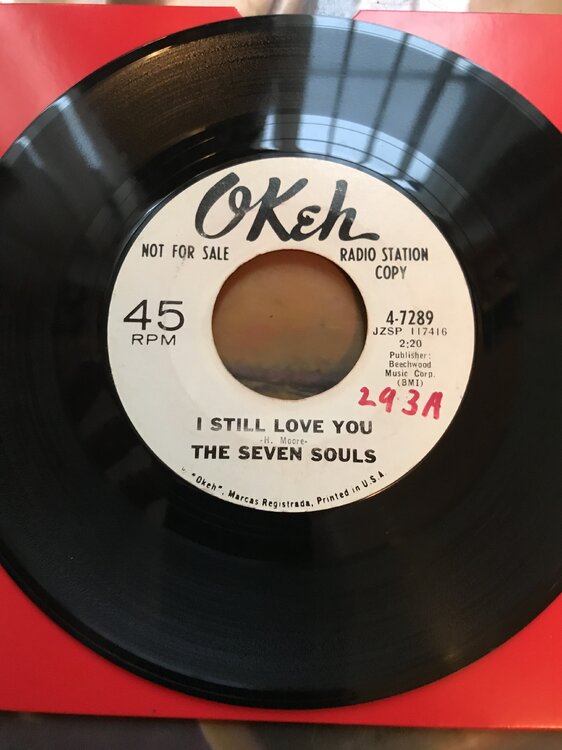 OKeh
NOT FOR SALE
RADIO STATION
COPY
45
RPM
4-7289
JZSP 117416
2:20
Publisher:
Beechwood
Music Corp.
(BMI)
293A
I STILL LOVE YOU
-H. Moore-
THE SEVEN SOULS
"Okeh", Marcas Registrada, Printed in U.S.A.